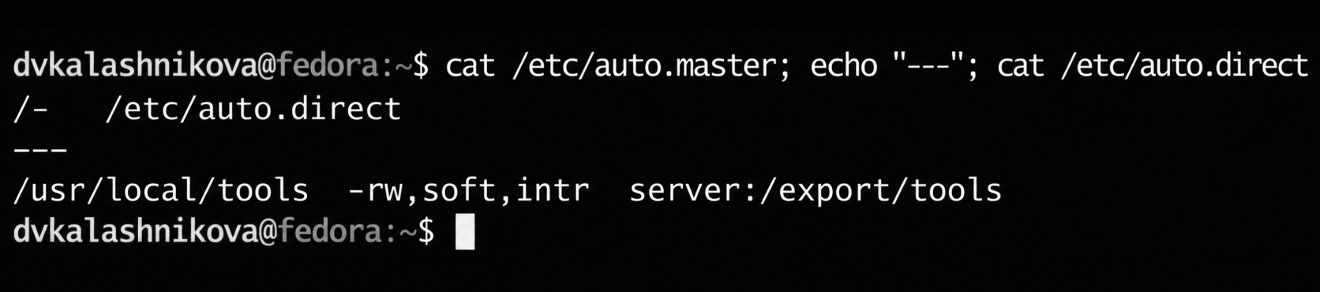 dvkalashnikova@fedora:~$ cat /etc/auto.master; echo "---"; cat /etc/auto.direct
/-   /etc/auto.direct
---
/usr/local/tools  -rw,soft,intr  server:/export/tools
dvkalashnikova@fedora:~$